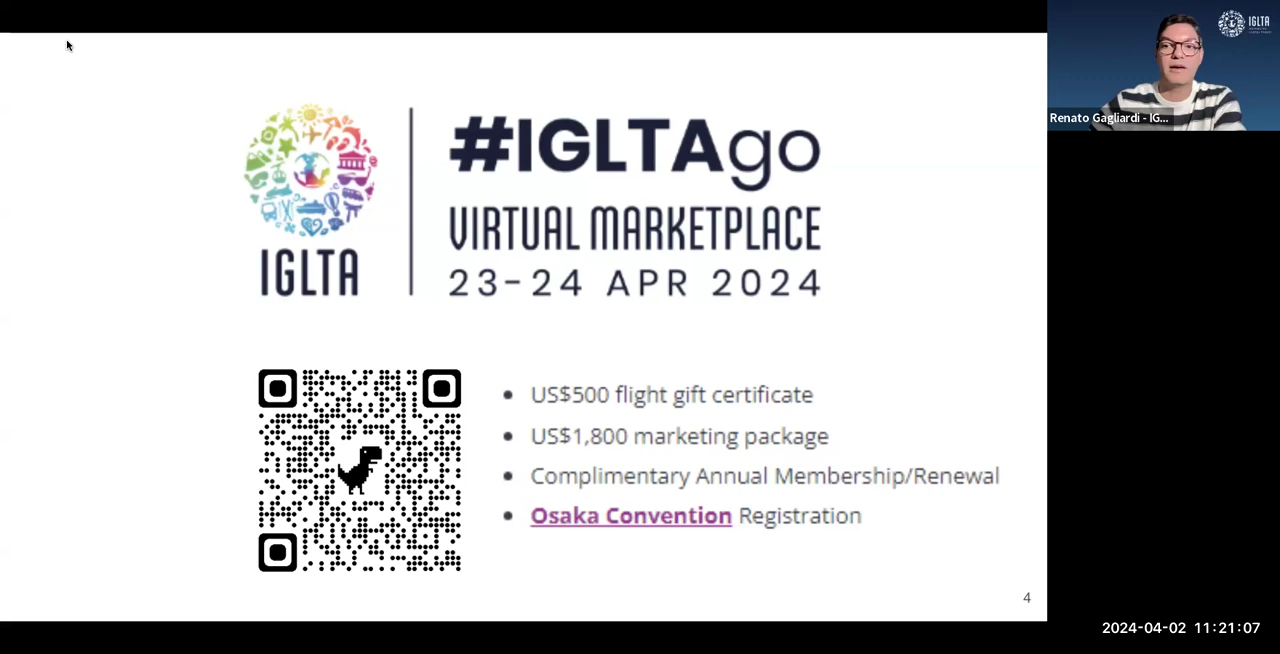 #IGLTAgo
VIRTUAL MARKETPLACE
23-24 APR 2024
IGLTA
US$500 flight gift certificate
US$1,800 marketing package
Complimentary Annual Membership/Renewal
Osaka Convention Registration
4
IGLTA
Renato Gagliardi - IG...
2024-04-02 11:21:07